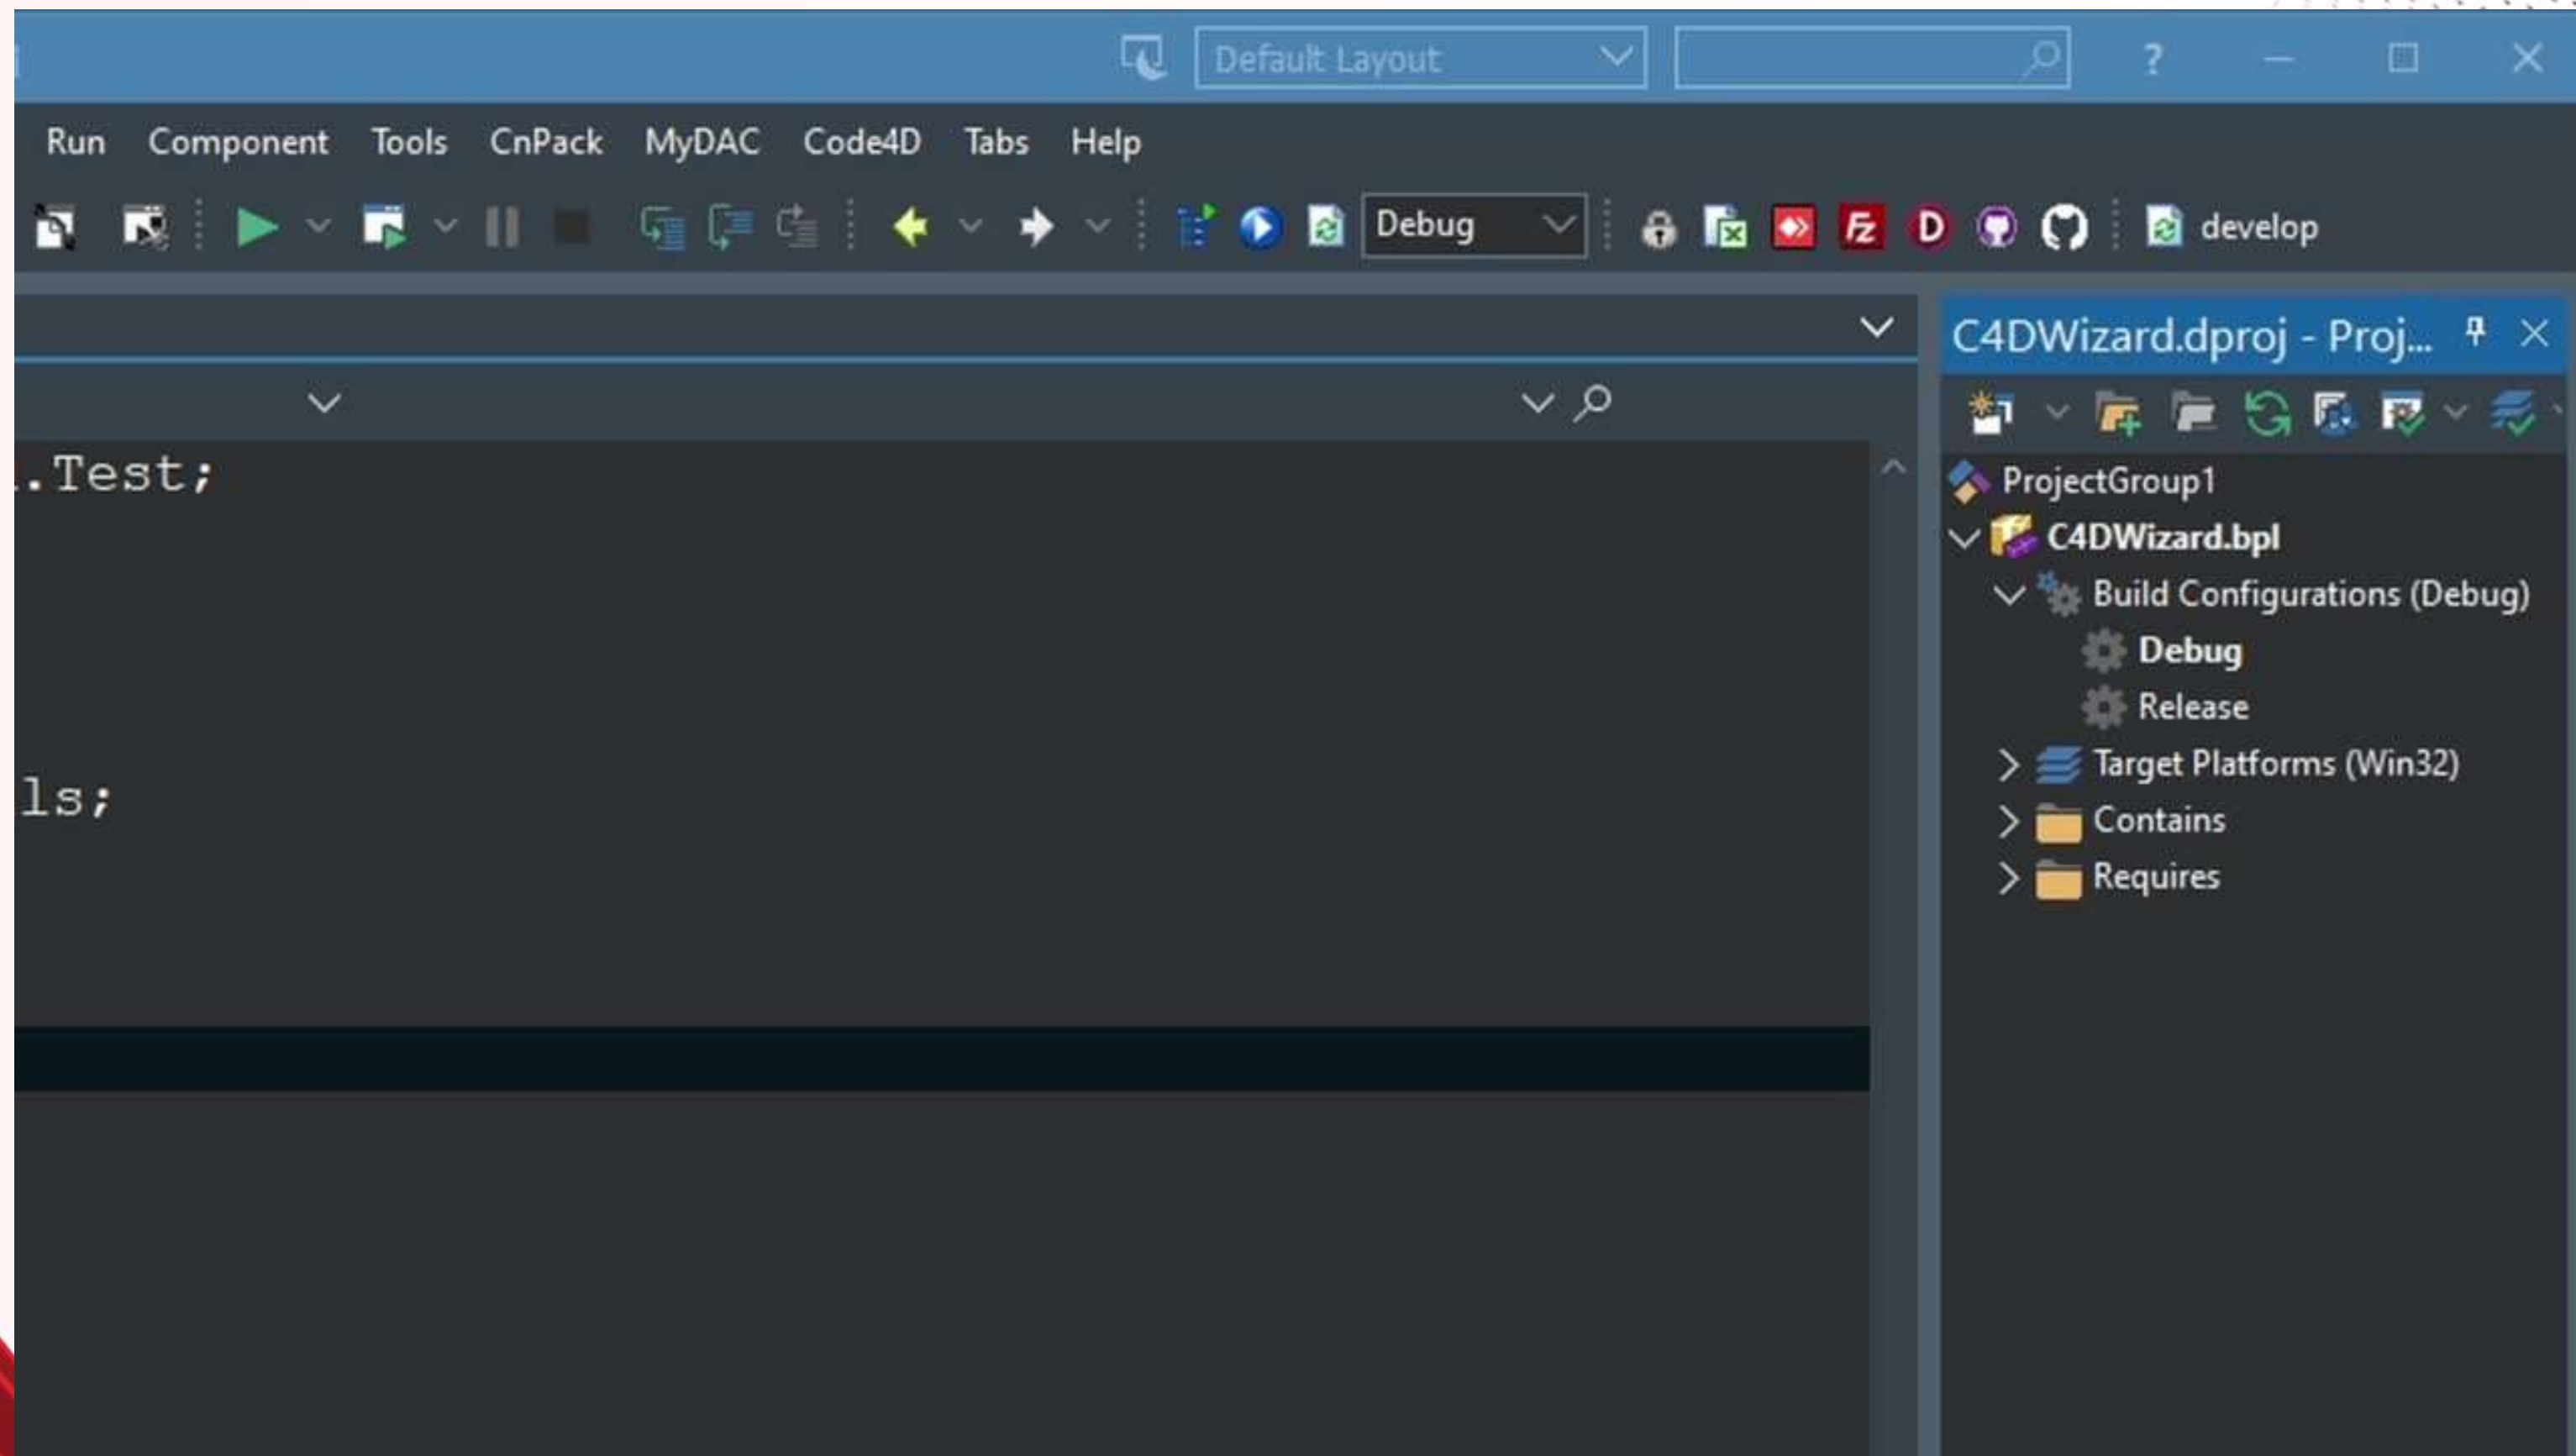 Default Layout
?
Run Component Tools CnPack MyDAC Code4D Tabs Help
Debug
Fz
D
develop
C4DWizard.dproj - Proj...
.Test;
ProjectGroup1
C4DWizard.bpl
Build Configurations (Debug)
Debug
Release
Target Platforms (Win32)
ls;
Contains
Requires